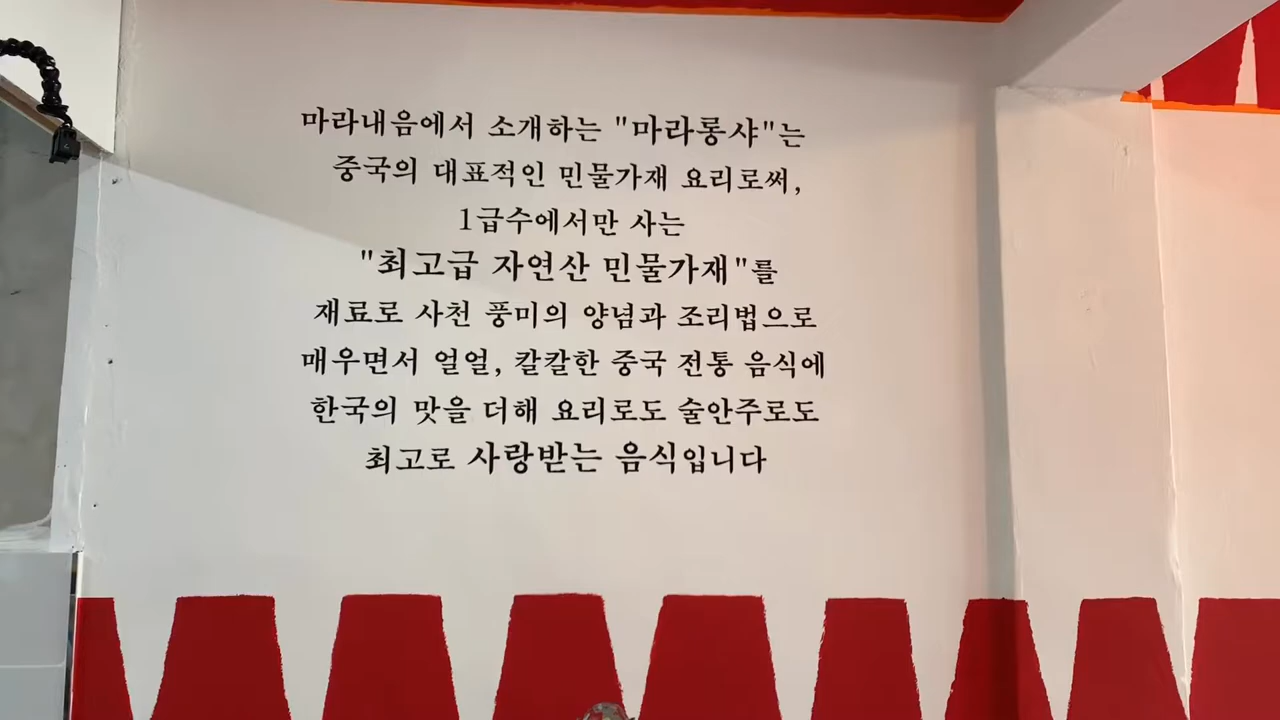 마라내음에서 소개하는 "마라롱샤"는
중국의 대표적인 민물가재 요리로써,
1급수에서만 사는
"최고급 자연산 민물가재"를
재료로 사천 풍미의 양념과 조리법으로
매우면서 얼얼, 칼칼한 중국 전통 음식에
한국의 맛을 더해 요리로도 술안주로도
최고로 사랑받는 음식입니다